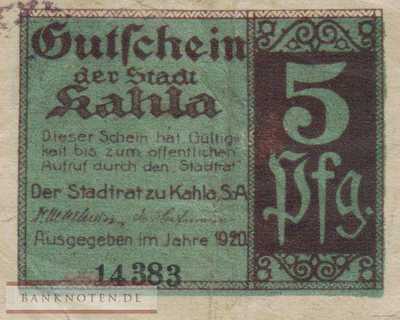 Gutschein
der Stadt
Kahla
Dieser Schein hat Gültig-
keit bis zum öffentlichen
Aufruf durch den Stadtrat
Der Stadtrat zu Kahla, S-A
Ausgegeben im Jahre 1920
14383
5
Pfg.
BANKNOTEN.DE